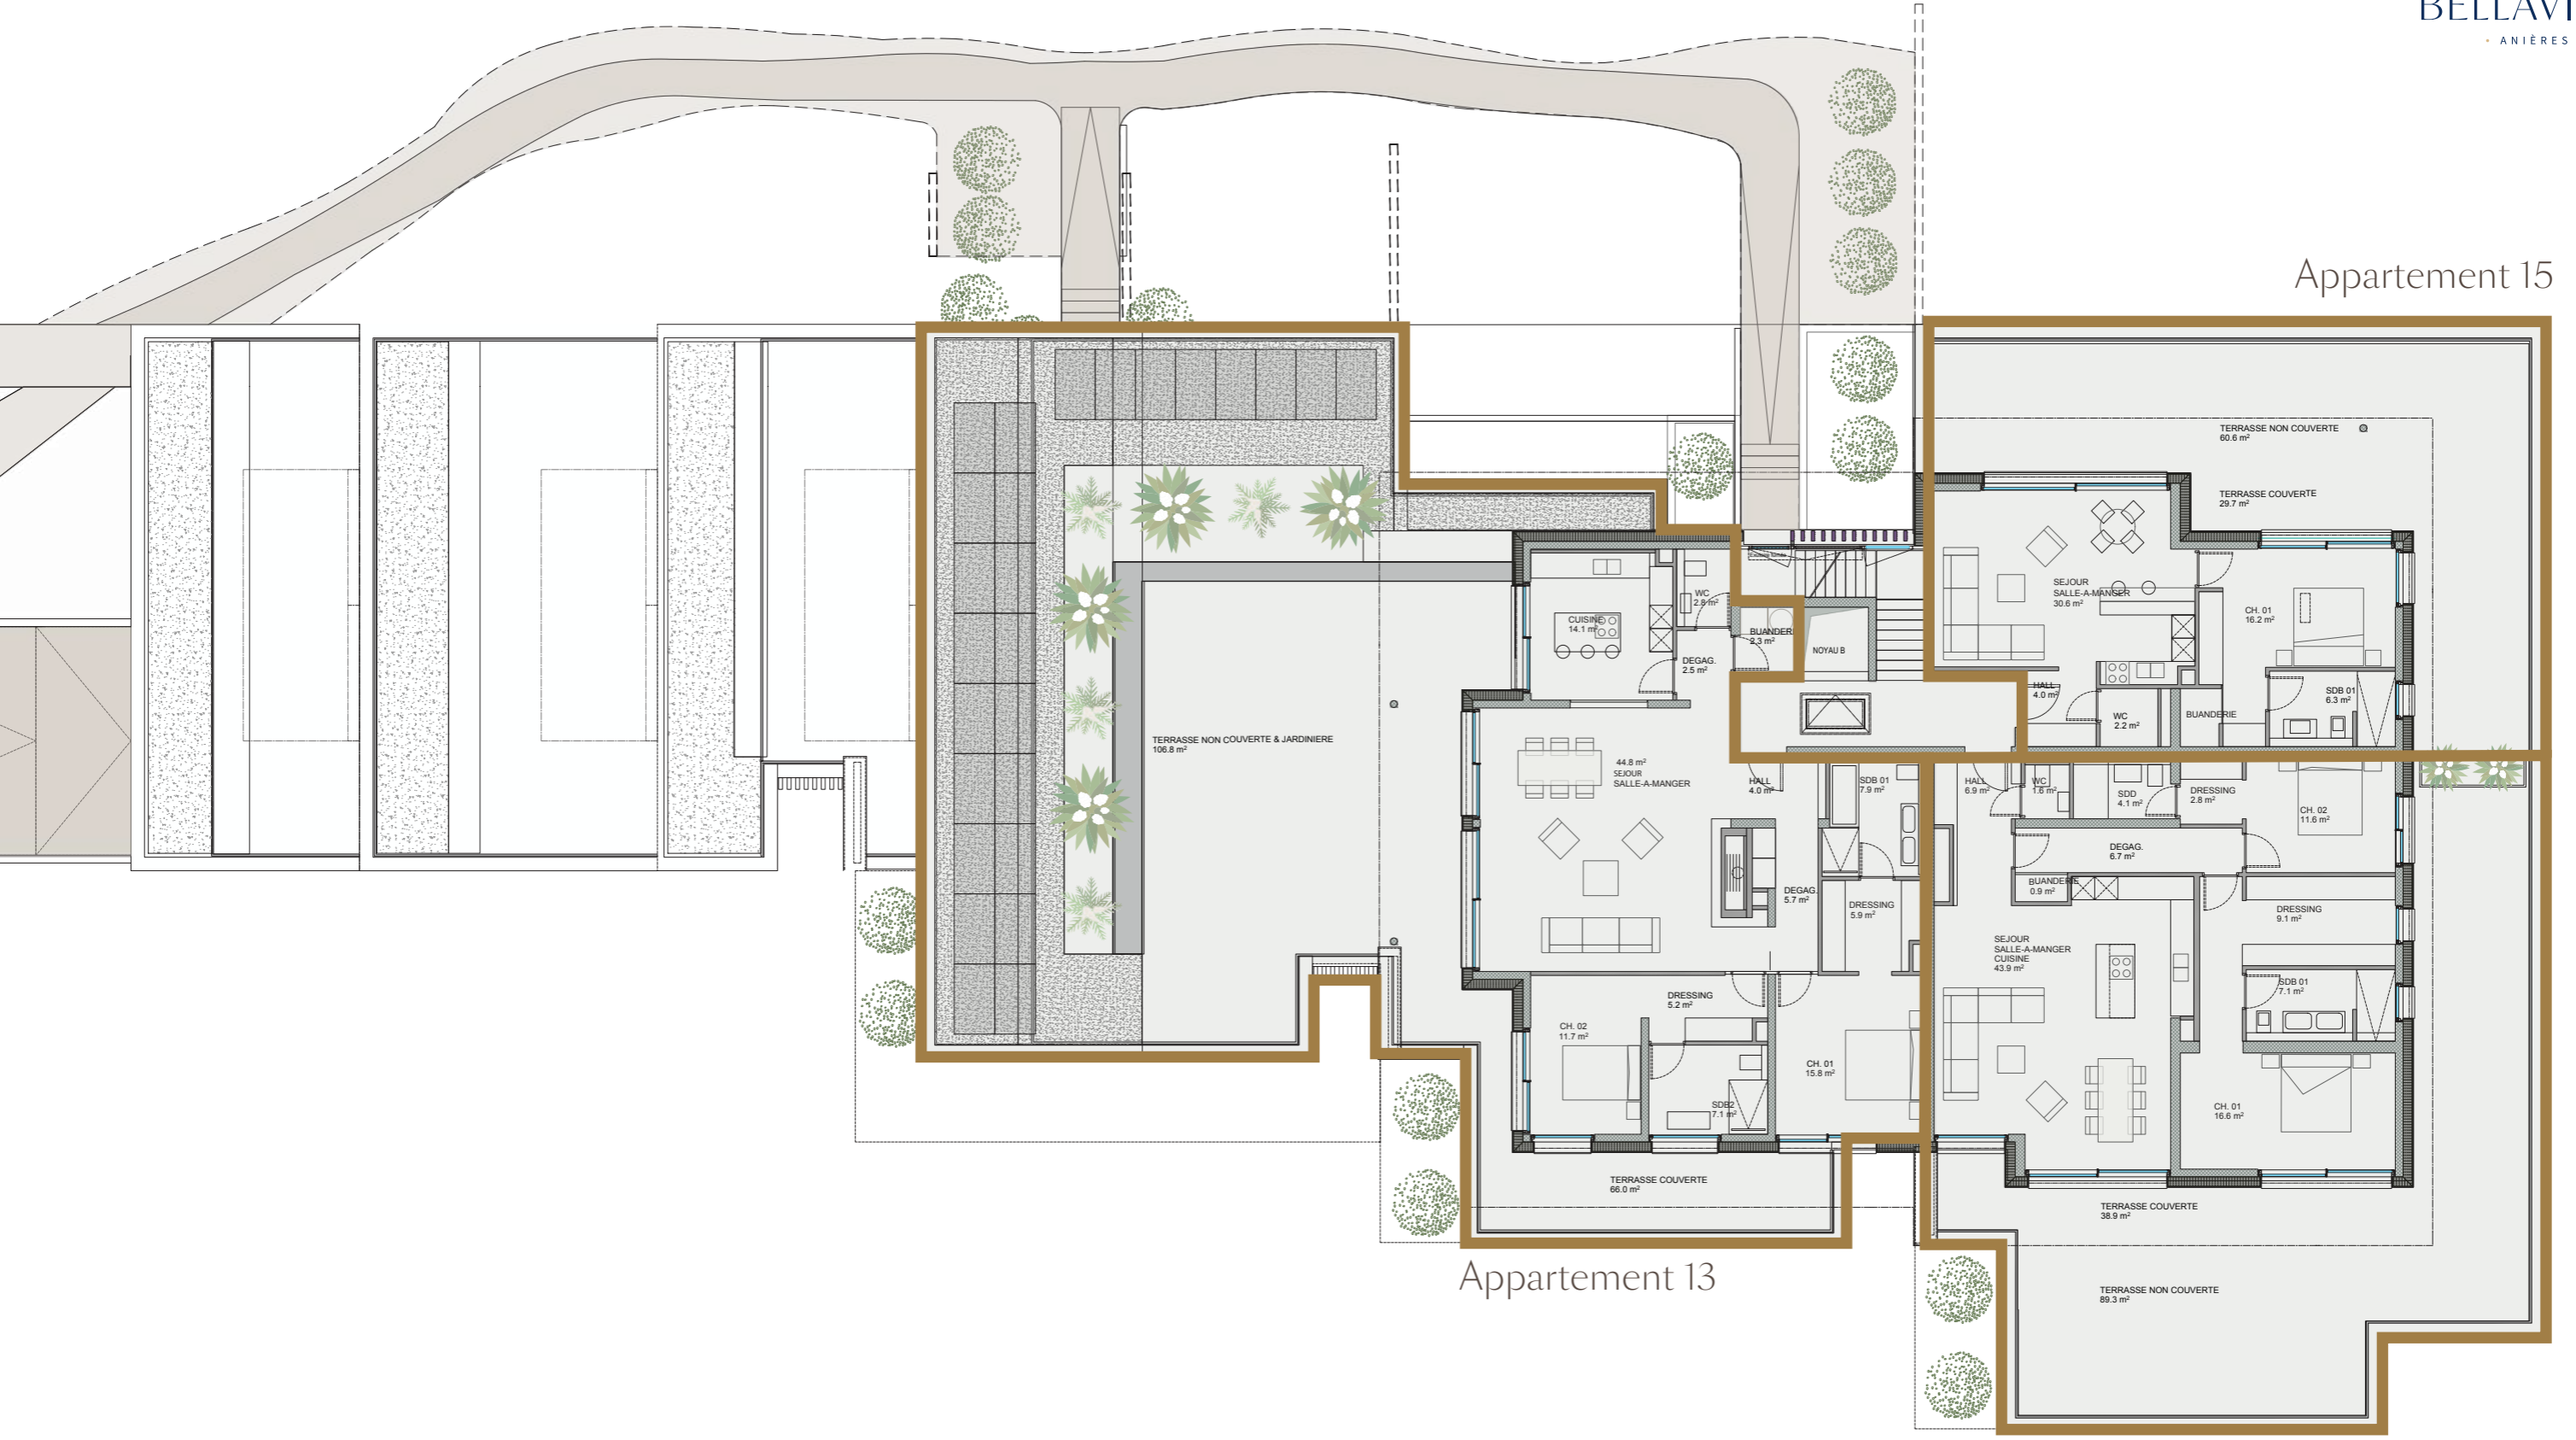 BELLAVI
• ANIÈRES
Appartement 15
TERRASSE NON COUVERTE
60.6 m²
TERRASSE COUVERTE
29.7 m²
SEJOUR
SALLE-A-MANGER
30.6 m²
CH. 01
16.2 m²
HALL
4.0 m²
WC
2.2 m²
BUANDERIE
SDB 01
6.3 m²
CUISINE
14.1 m²
WC
2.8 m²
BUANDER
2.3 m²
DEGAG.
2.5 m²
NOYAU B
TERRASSE NON COUVERTE & JARDINIERE
106.8 m²
44.8 m²
SEJOUR
SALLE-A-MANGER
HALL
4.0 m²
SDB 01
7.9 m²
DEGAG.
5.7 m²
DRESSING
5.9 m²
DRESSING
5.2 m²
CH. 02
11.7 m²
SDB2
7.1 m²
CH. 01
15.8 m²
TERRASSE COUVERTE
66.0 m²
Appartement 13
HALL
6.9 m²
WC
1.6 m²
SDD
4.1 m²
DRESSING
2.8 m²
CH. 02
11.6 m²
DEGAG.
6.7 m²
BUANDERIE
0.9 m²
DRESSING
9.1 m²
SEJOUR
SALLE-A-MANGER
CUISINE
43.9 m²
SDB 01
7.1 m²
CH. 01
16.6 m²
TERRASSE COUVERTE
38.9 m²
TERRASSE NON COUVERTE
89.3 m²